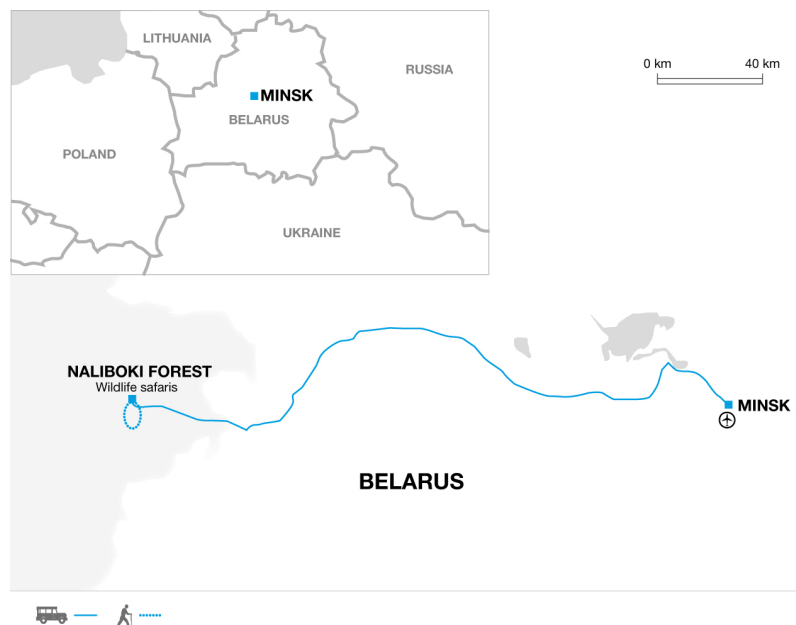 LITHUANIA
RUSSIA
0 km 40 km
MINSK
BELARUS
POLAND
UKRAINE
NALIBOKI FOREST
Wildlife safaris
MINSK
BELARUS